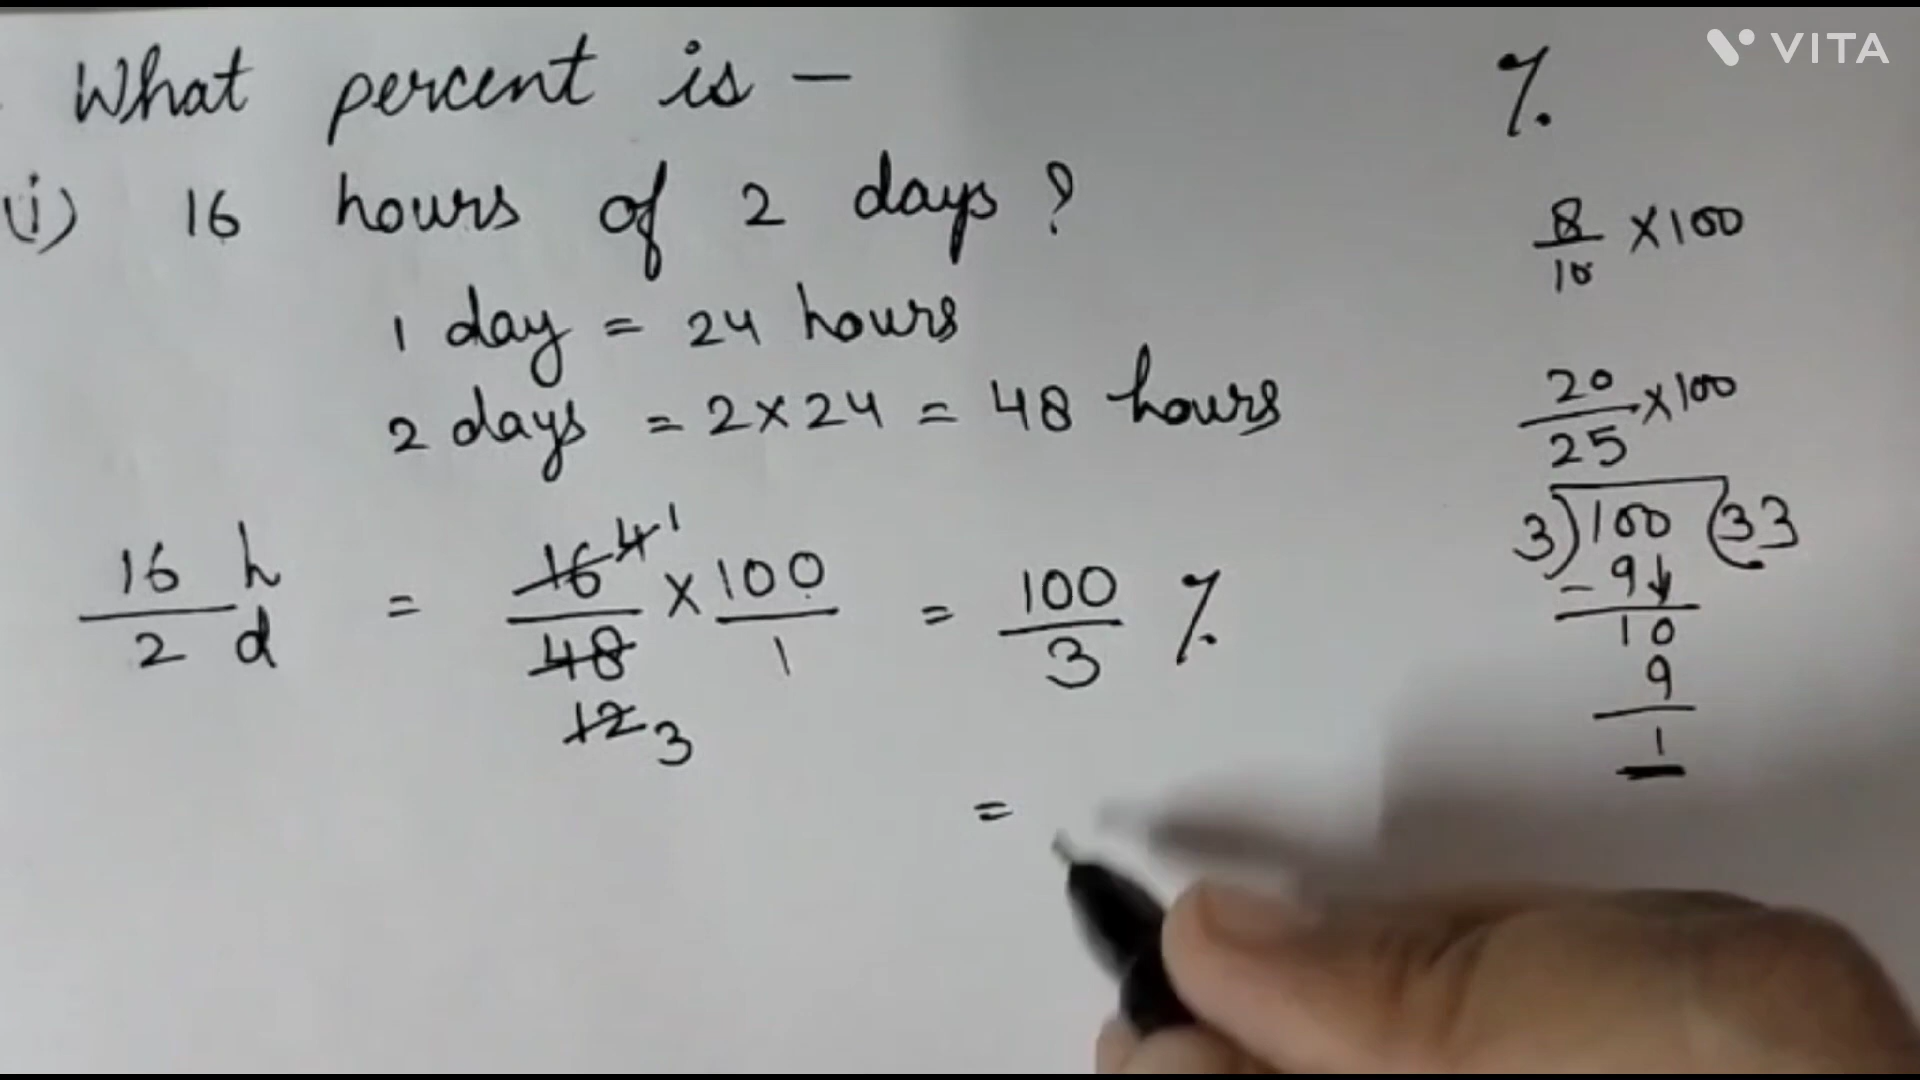 What percent is -
(i) 16 hours of 2 days ?
1 day = 24 hours
2 days = 2 × 24 = 48 hours
16 h / 2 d = 16 4 1 / 48 12 3 × 100 / 1 = 100 / 3 %
=
%
8 / 10 × 100
20 / 25 × 100
3 ) 100 ( 33
- 9 ↓
10
9
1
VITA